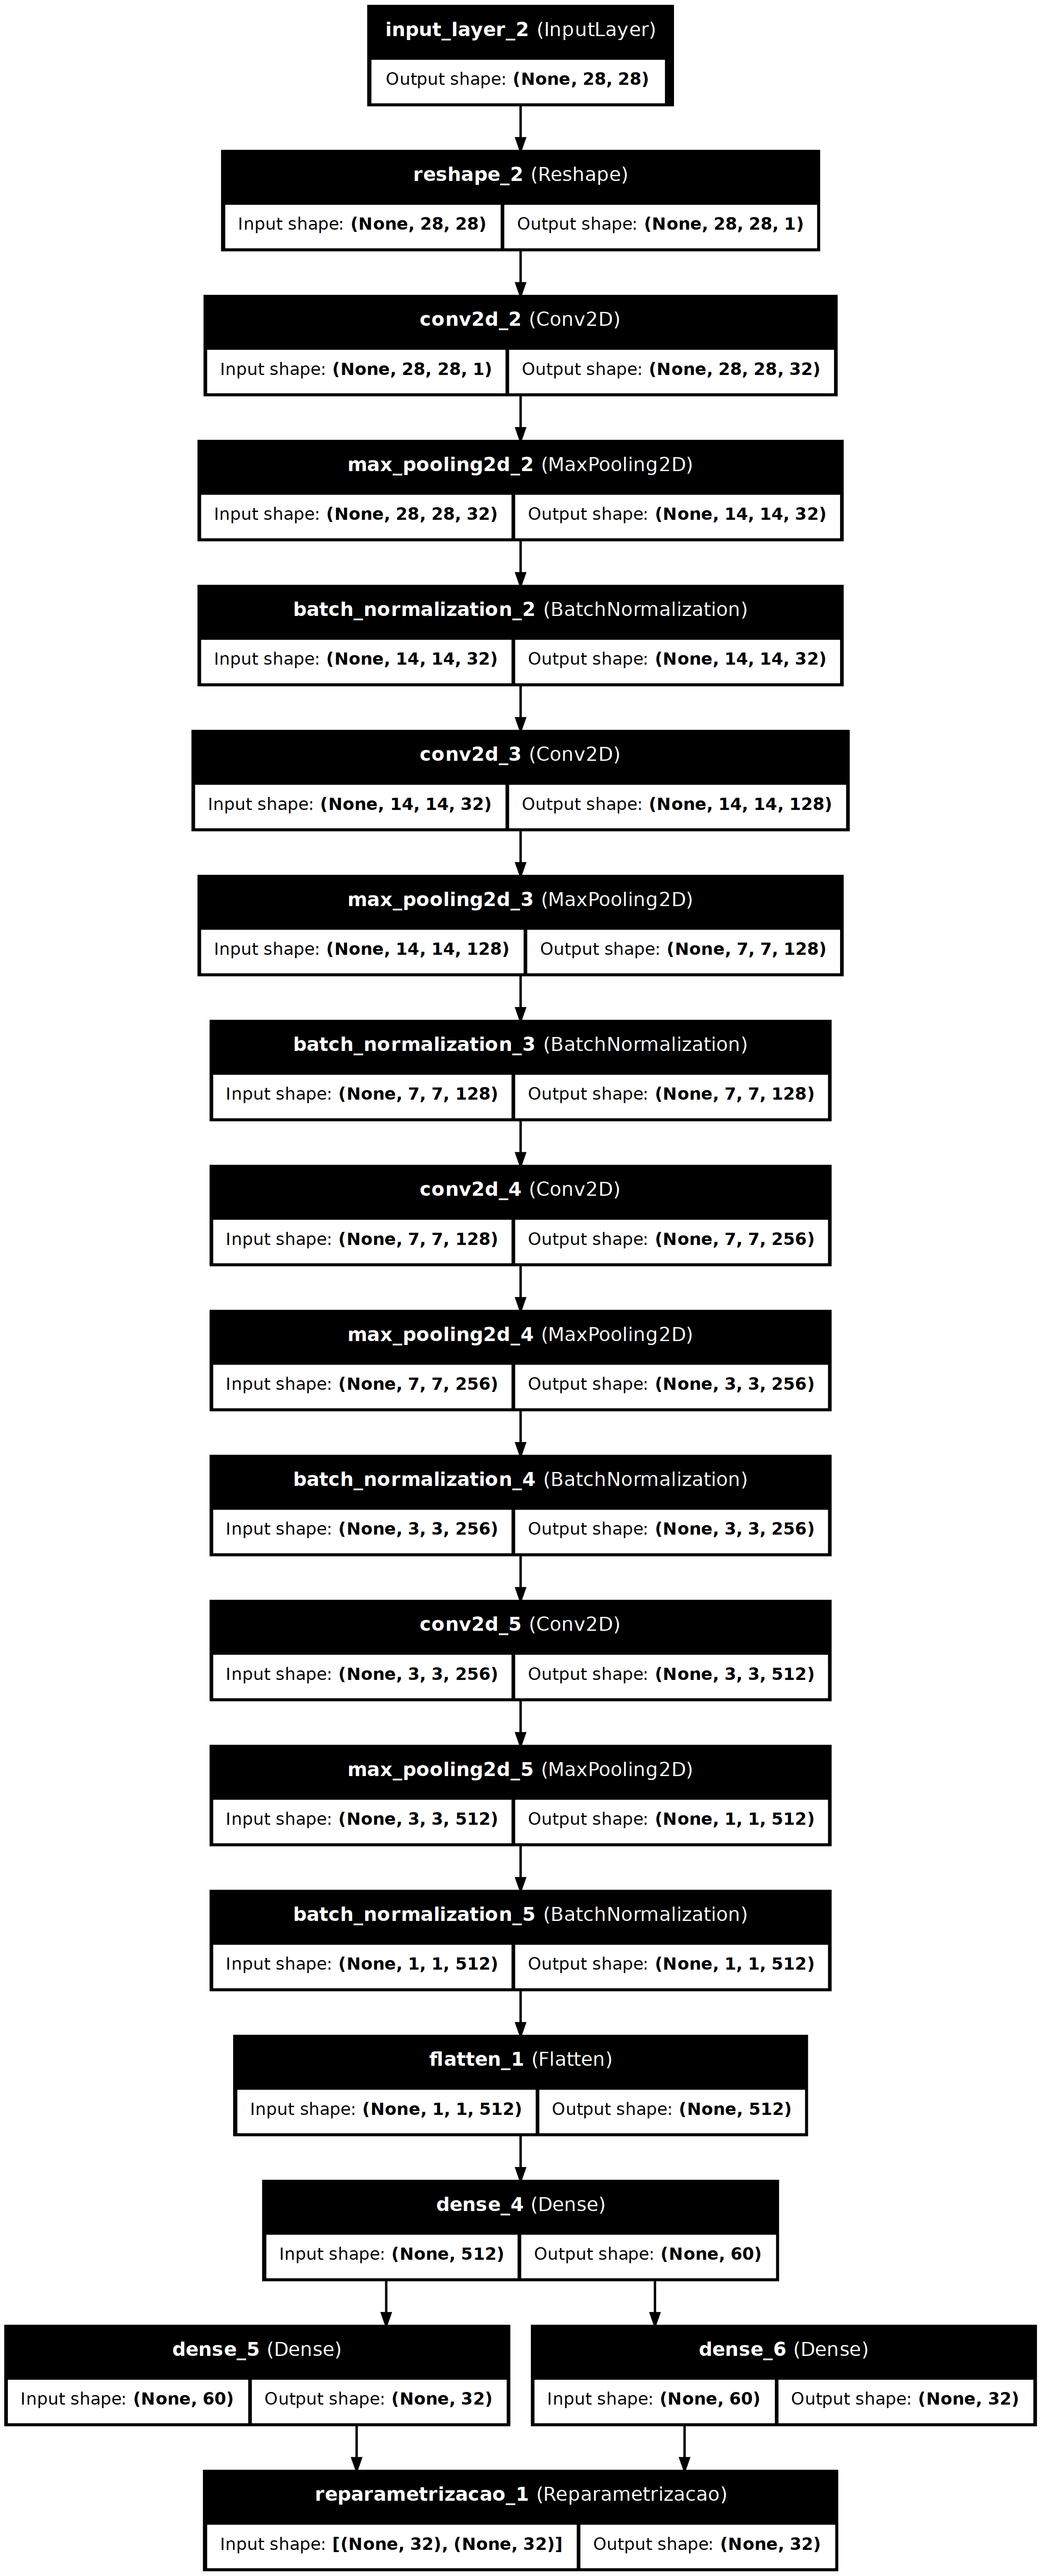 input_layer_2 (InputLayer)
Output shape: (None, 28, 28)
reshape_2 (Reshape)
Input shape: (None, 28, 28) Output shape: (None, 28, 28, 1)
conv2d_2 (Conv2D)
Input shape: (None, 28, 28, 1) Output shape: (None, 28, 28, 32)
max_pooling2d_2 (MaxPooling2D)
Input shape: (None, 28, 28, 32) Output shape: (None, 14, 14, 32)
batch_normalization_2 (BatchNormalization)
Input shape: (None, 14, 14, 32) Output shape: (None, 14, 14, 32)
conv2d_3 (Conv2D)
Input shape: (None, 14, 14, 32) Output shape: (None, 14, 14, 128)
max_pooling2d_3 (MaxPooling2D)
Input shape: (None, 14, 14, 128) Output shape: (None, 7, 7, 128)
batch_normalization_3 (BatchNormalization)
Input shape: (None, 7, 7, 128) Output shape: (None, 7, 7, 128)
conv2d_4 (Conv2D)
Input shape: (None, 7, 7, 128) Output shape: (None, 7, 7, 256)
max_pooling2d_4 (MaxPooling2D)
Input shape: (None, 7, 7, 256) Output shape: (None, 3, 3, 256)
batch_normalization_4 (BatchNormalization)
Input shape: (None, 3, 3, 256) Output shape: (None, 3, 3, 256)
conv2d_5 (Conv2D)
Input shape: (None, 3, 3, 256) Output shape: (None, 3, 3, 512)
max_pooling2d_5 (MaxPooling2D)
Input shape: (None, 3, 3, 512) Output shape: (None, 1, 1, 512)
batch_normalization_5 (BatchNormalization)
Input shape: (None, 1, 1, 512) Output shape: (None, 1, 1, 512)
flatten_1 (Flatten)
Input shape: (None, 1, 1, 512) Output shape: (None, 512)
dense_4 (Dense)
Input shape: (None, 512) Output shape: (None, 60)
dense_5 (Dense)
Input shape: (None, 60) Output shape: (None, 32)
dense_6 (Dense)
Input shape: (None, 60) Output shape: (None, 32)
reparametrizacao_1 (Reparametrizacao)
Input shape: [(None, 32), (None, 32)] Output shape: (None, 32)